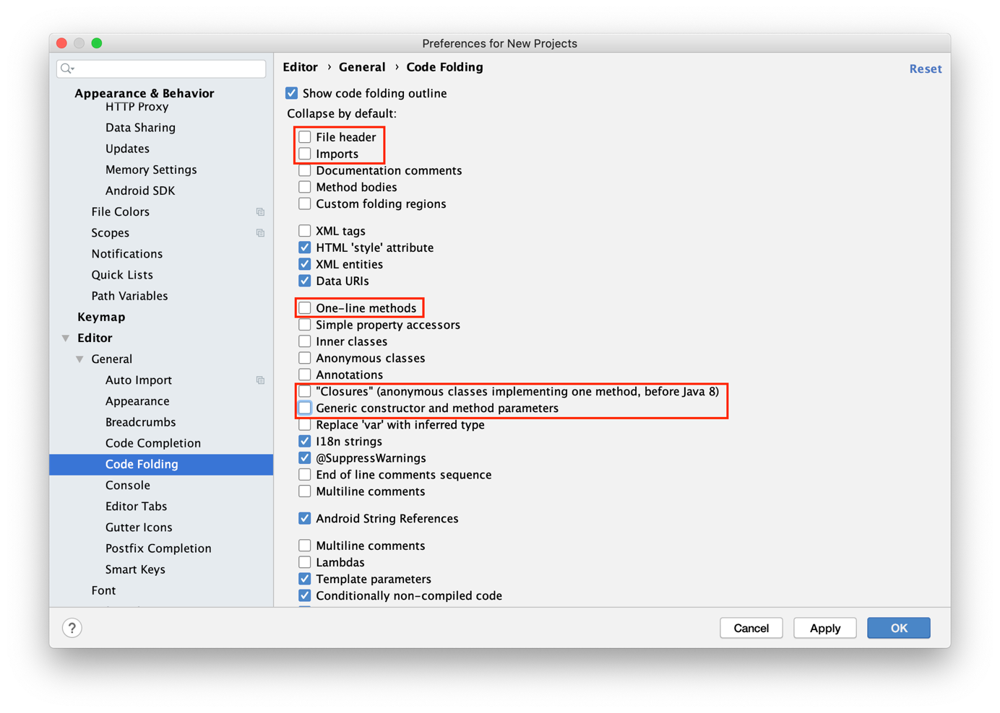 Preferences for New Projects
Appearance & Behavior
HTTP Proxy
Data Sharing
Updates
Memory Settings
Android SDK
File Colors
Scopes
Notifications
Quick Lists
Path Variables
Keymap
Editor
General
Auto Import
Appearance
Breadcrumbs
Code Completion
Code Folding
Console
Editor Tabs
Gutter Icons
Postfix Completion
Smart Keys
Font
Editor › General › Code Folding
Reset
Show code folding outline
Collapse by default:
File header
Imports
Documentation comments
Method bodies
Custom folding regions
XML tags
HTML 'style' attribute
XML entities
Data URIs
One-line methods
Simple property accessors
Inner classes
Anonymous classes
Annotations
"Closures" (anonymous classes implementing one method, before Java 8)
Generic constructor and method parameters
Replace 'var' with inferred type
I18n strings
@SuppressWarnings
End of line comments sequence
Multiline comments
Android String References
Multiline comments
Lambdas
Template parameters
Conditionally non-compiled code
?
Cancel
Apply
OK